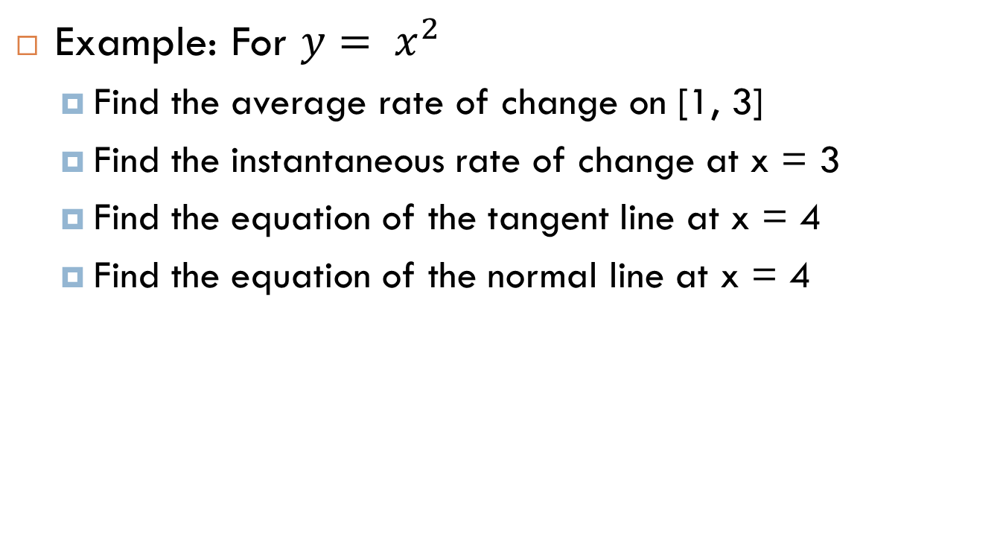 Example: For 𝑦 = 𝑥²
Find the average rate of change on [1, 3]
Find the instantaneous rate of change at x = 3
Find the equation of the tangent line at x = 4
Find the equation of the normal line at x = 4